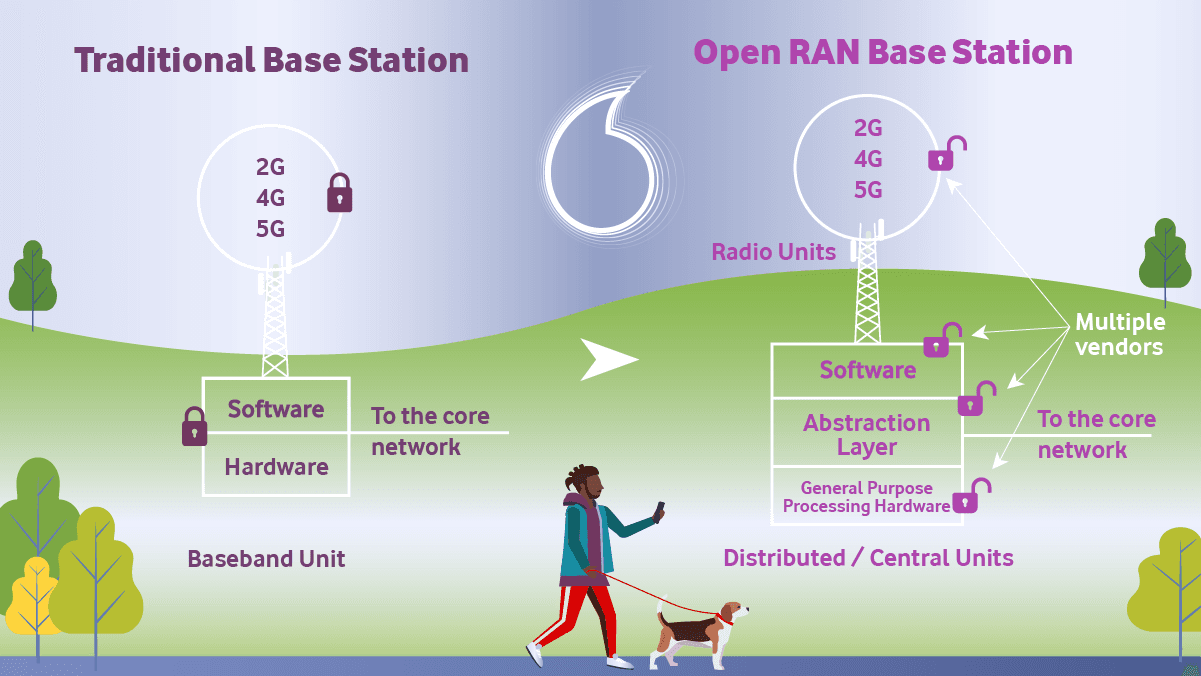 Traditional Base Station
2G
4G
5G
Software
Hardware
To the core
network
Baseband Unit
Open RAN Base Station
2G
4G
5G
Radio Units
Multiple
vendors
Software
Abstraction
Layer
General Purpose
Processing Hardware
To the core
network
Distributed / Central Units